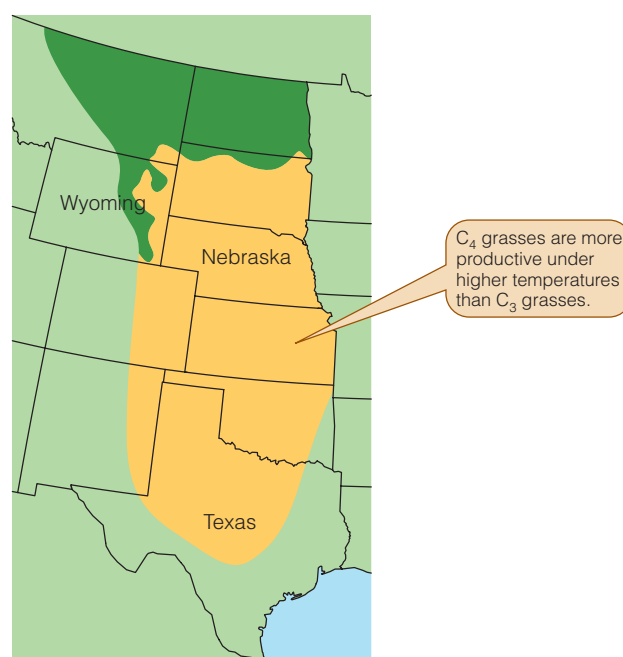 Wyoming
Nebraska
C₄ grasses are more
productive under
higher temperatures
than C₃ grasses.
Texas